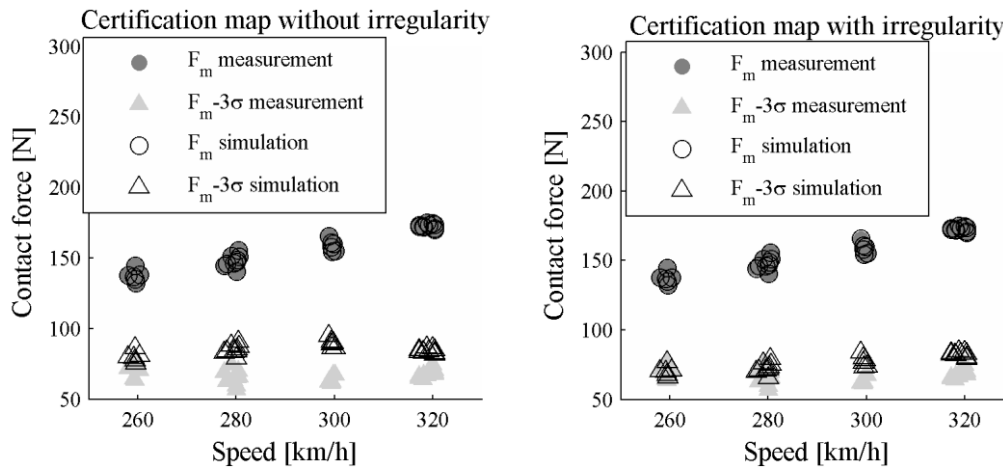 Certification map without irregularity
300
250
200
150
100
50
Contact force [N]
F_m measurement
F_m-3σ measurement
F_m simulation
F_m-3σ simulation
260 280 300 320
Speed [km/h]
Certification map with irregularity
300
250
200
150
100
50
Contact force [N]
F_m measurement
F_m-3σ measurement
F_m simulation
F_m-3σ simulation
260 280 300 320
Speed [km/h]